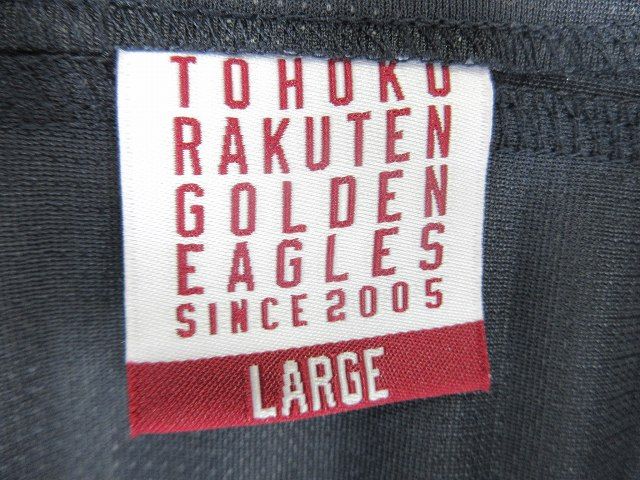 TOHOKU
RAKUTEN
GOLDEN
EAGLES
SINCE 2005
LARGE